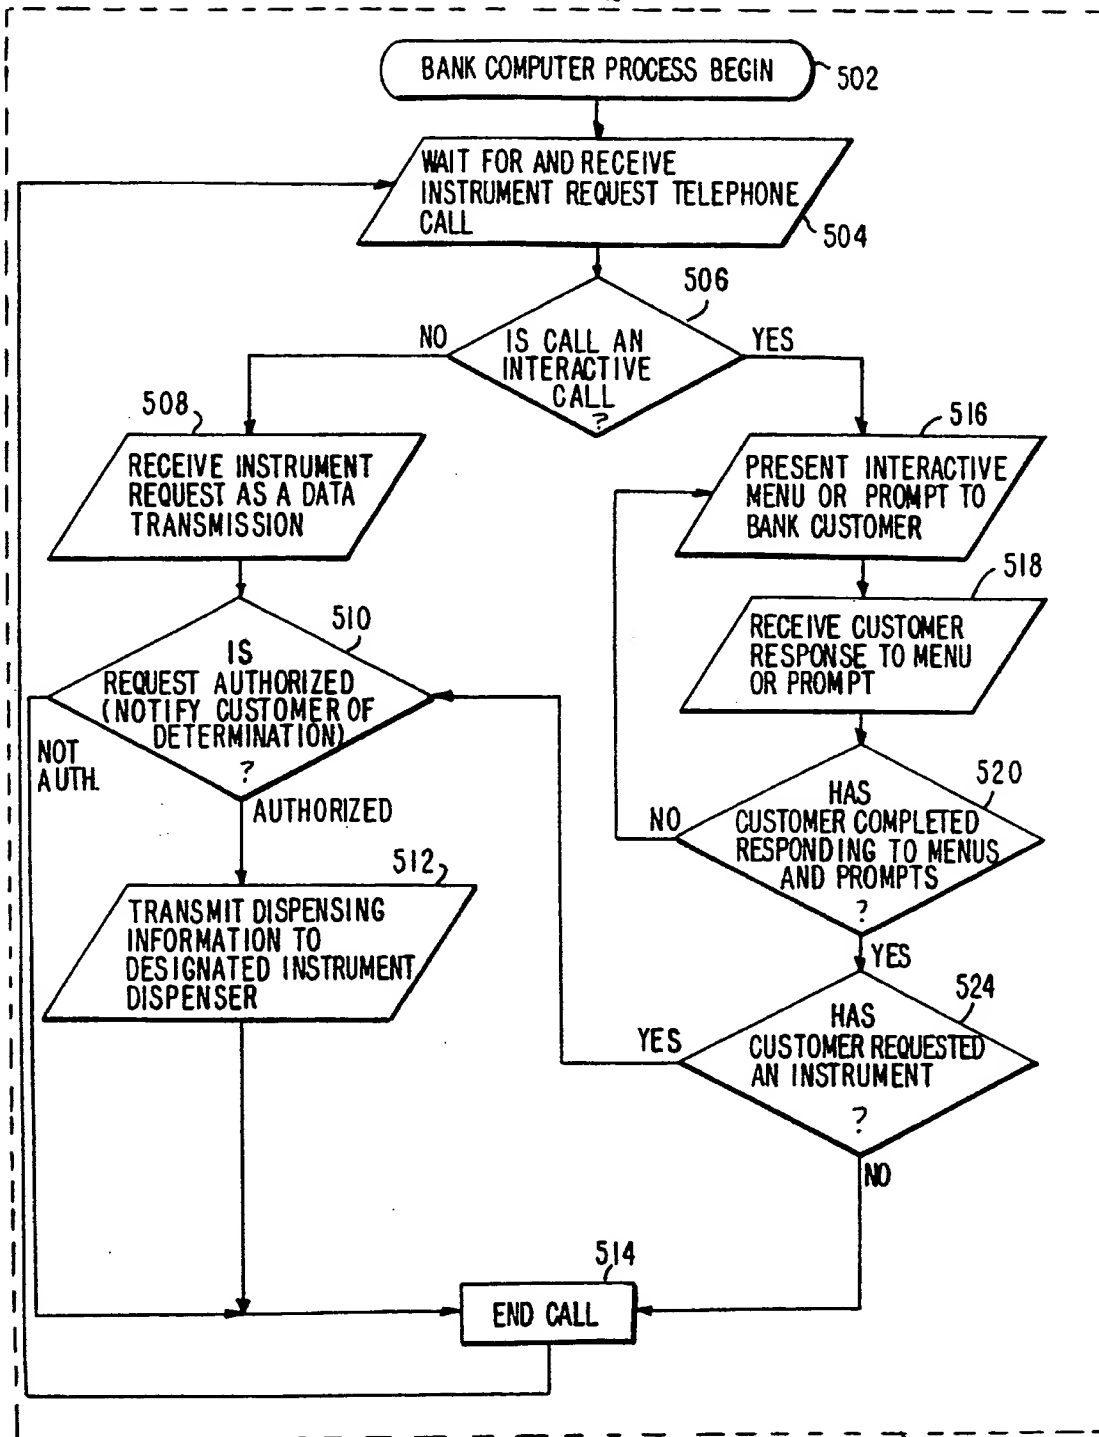 BANK COMPUTER PROCESS BEGIN
502
WAIT FOR AND RECEIVE
INSTRUMENT REQUEST TELEPHONE
CALL
504
506
NO
IS CALL AN
INTERACTIVE
CALL
?
YES
508
RECEIVE INSTRUMENT
REQUEST AS A DATA
TRANSMISSION
516
PRESENT INTERACTIVE
MENU OR PROMPT TO
BANK CUSTOMER
518
RECEIVE CUSTOMER
RESPONSE TO MENU
OR PROMPT
510
IS
REQUEST AUTHORIZED
(NOTIFY CUSTOMER OF
DETERMINATION)
?
NOT
AUTH.
AUTHORIZED
520
NO
HAS
CUSTOMER COMPLETED
RESPONDING TO MENUS
AND PROMPTS
?
YES
512
TRANSMIT DISPENSING
INFORMATION TO
DESIGNATED INSTRUMENT
DISPENSER
524
YES
HAS
CUSTOMER REQUESTED
AN INSTRUMENT
?
NO
514
END CALL